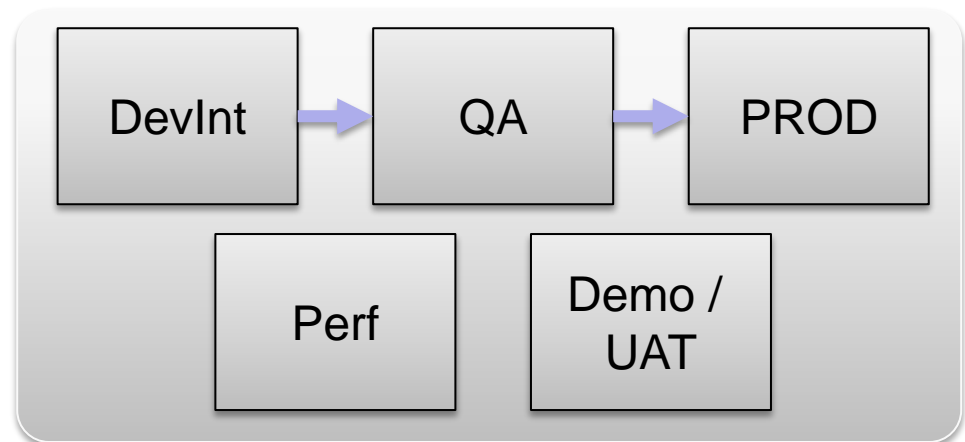 DevInt
QA
PROD
Perf
Demo /
UAT